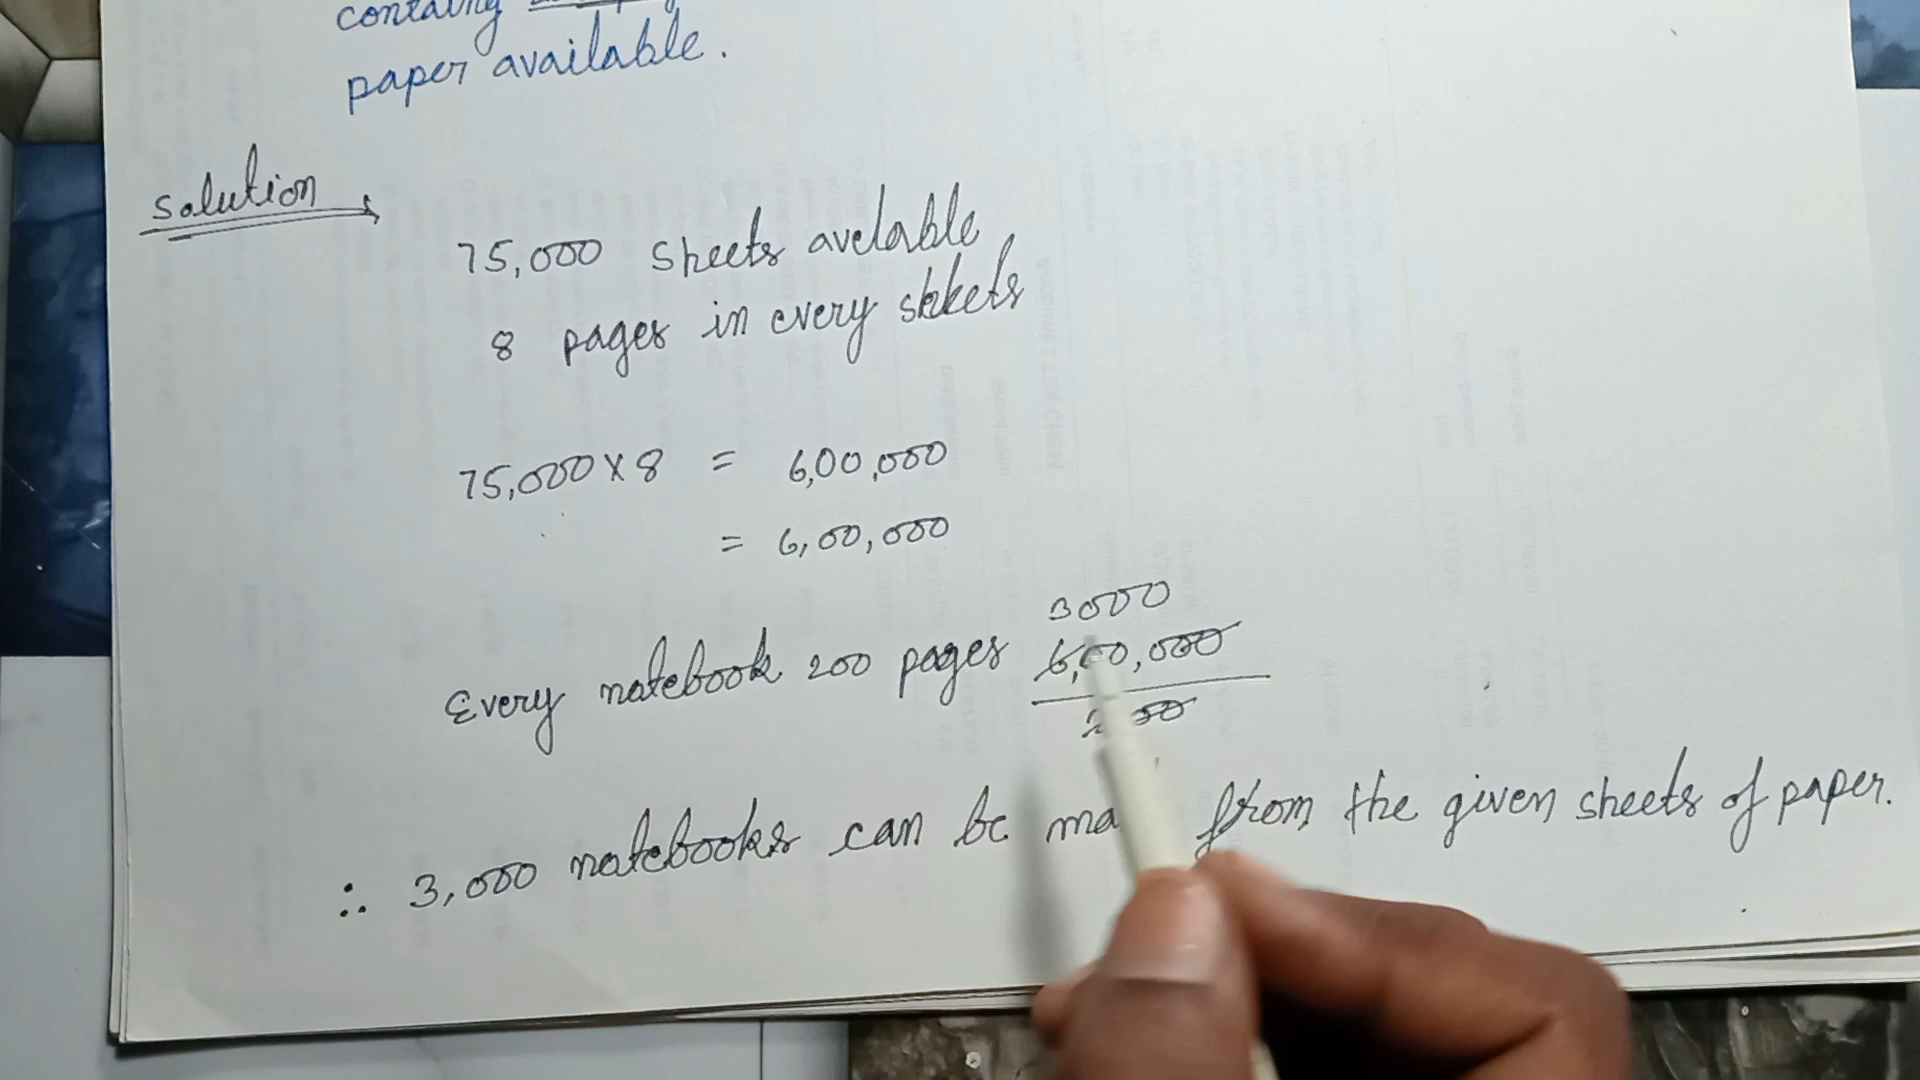 paper available.
Solution
75,000 sheets avelable
8 pages in every sheets
75,000 x 8 = 6,00,000
= 6,00,000
3000
Every notebook 200 pages 6,00,000
200
∴ 3,000 notebooks can be from the given sheets of paper.